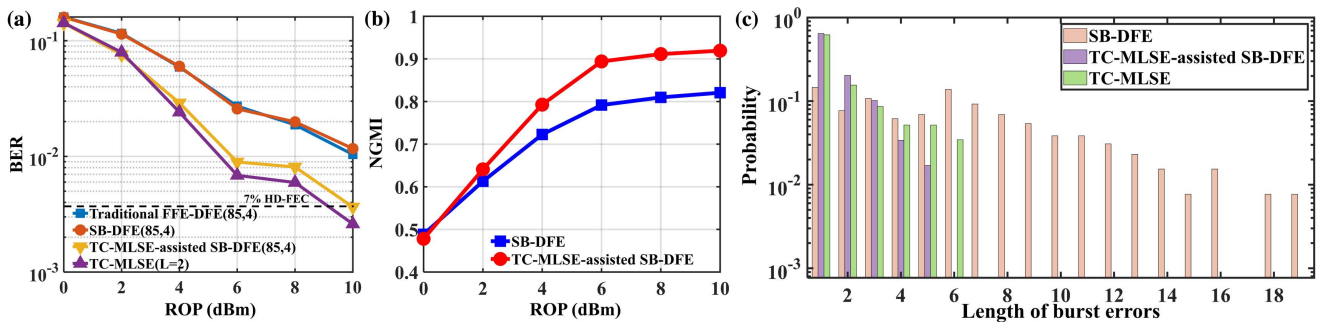 (a)
BER
10⁻¹
10⁻²
10⁻³
7% HD-FEC
Traditional FFE-DFE(85,4)
SB-DFE(85,4)
TC-MLSE-assisted SB-DFE(85,4)
TC-MLSE(L=2)
0 2 4 6 8 10
ROP (dBm)
(b)
NGMI
1
0.9
0.8
0.7
0.6
0.5
0.4
SB-DFE
TC-MLSE-assisted SB-DFE
0 2 4 6 8 10
ROP (dBm)
(c)
Probability
10⁰
10⁻¹
10⁻²
10⁻³
SB-DFE
TC-MLSE-assisted SB-DFE
TC-MLSE
2 4 6 8 10 12 14 16 18
Length of burst errors